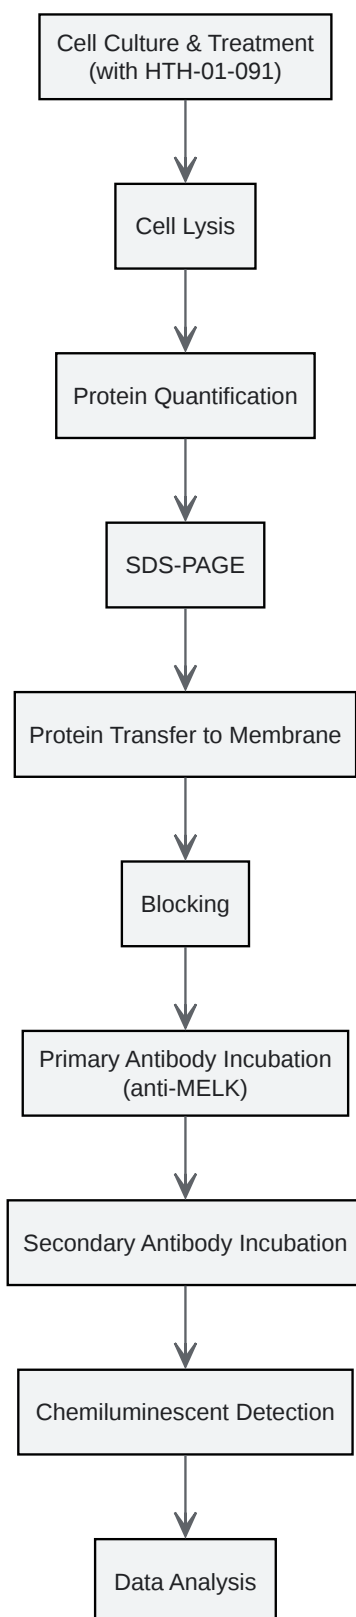 Cell Culture & Treatment
(with HTH-01-091)
Cell Lysis
Protein Quantification
SDS-PAGE
Protein Transfer to Membrane
Blocking
Primary Antibody Incubation
(anti-MELK)
Secondary Antibody Incubation
Chemiluminescent Detection
Data Analysis